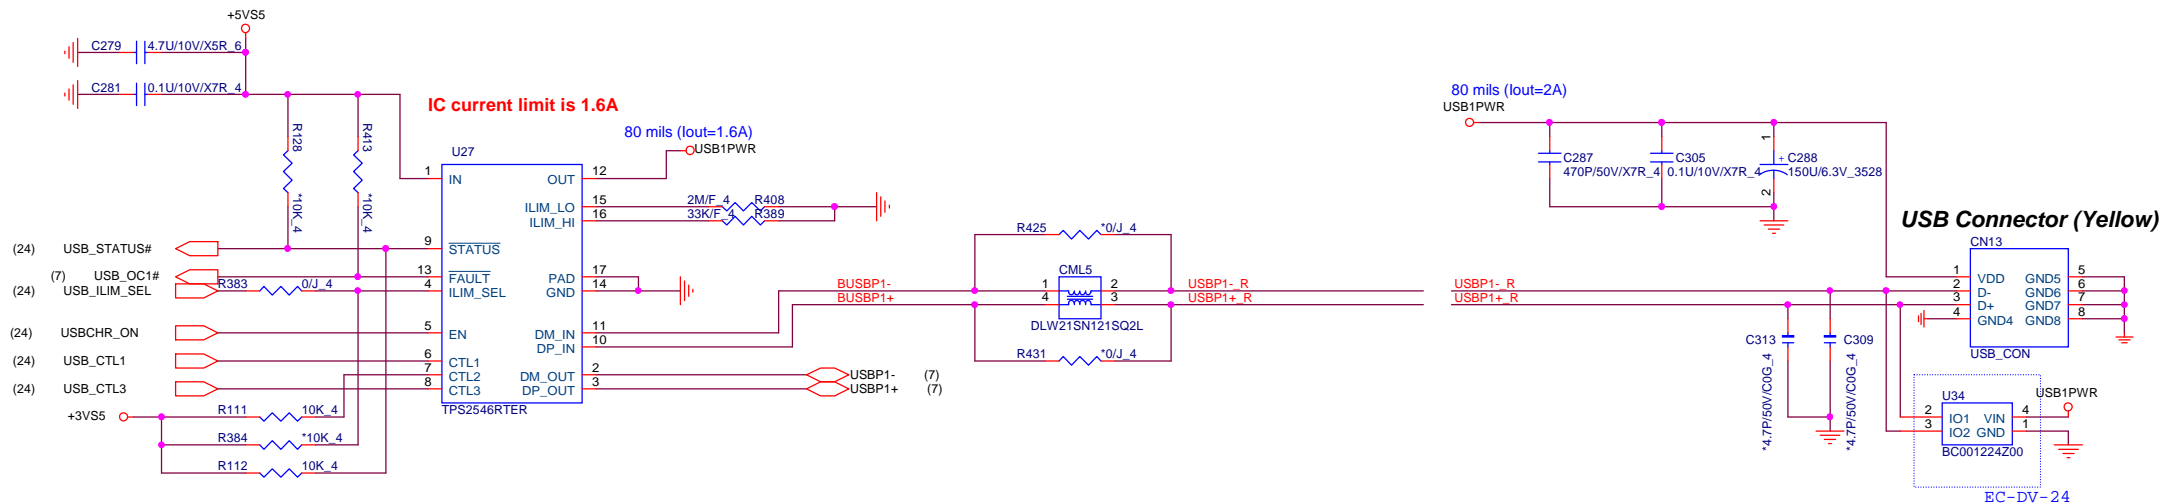 +5VS5
C279 4.7U/10V/X5R_6
C281 0.1U/10V/X7R_4
R128
*10K_4
R413
*10K_4
IC current limit is 1.6A
80 mils (Iout=1.6A)
USB1PWR
U27
1 IN
OUT 12
ILIM_LO 15
ILIM_HI 16
2M/F_4 R408
33K/F_4 R389
(24) USB_STATUS#
9 STATUS
(7) USB_OC1#
13 FAULT
(24) USB_ILIM_SEL
R383 0/J_4
4 ILIM_SEL
PAD 17
GND 14
(24) USBCHR_ON
5 EN
DM_IN 11
DP_IN 10
(24) USB_CTL1
6 CTL1
7 CTL2
(24) USB_CTL3
8 CTL3
DM_OUT 2
DP_OUT 3
TPS2546RTER
USBP1- (7)
USBP1+ (7)
+3VS5
R111 10K_4
R384 *10K_4
R112 10K_4
BUSBP1-
BUSBP1+
R425 *0/J_4
CML5
1 2
4 3
DLW21SN121SQ2L
R431 *0/J_4
USBP1-_R
USBP1+_R
80 mils (Iout=2A)
USB1PWR
C287
470P/50V/X7R_4
C305
0.1U/10V/X7R_4
1
+ C288
150U/6.3V_3528
2
USBP1-_R
USBP1+_R
C313
*4.7P/50V/C0G_4
C309
*4.7P/50V/C0G_4
USB Connector (Yellow)
CN13
1 VDD GND5 5
2 D- GND6 6
3 D+ GND7 7
4 GND4 GND8 8
USB_CON
U34
USB1PWR
2 IO1 VIN 4
3 IO2 GND 1
BC001224Z00
EC-DV-24